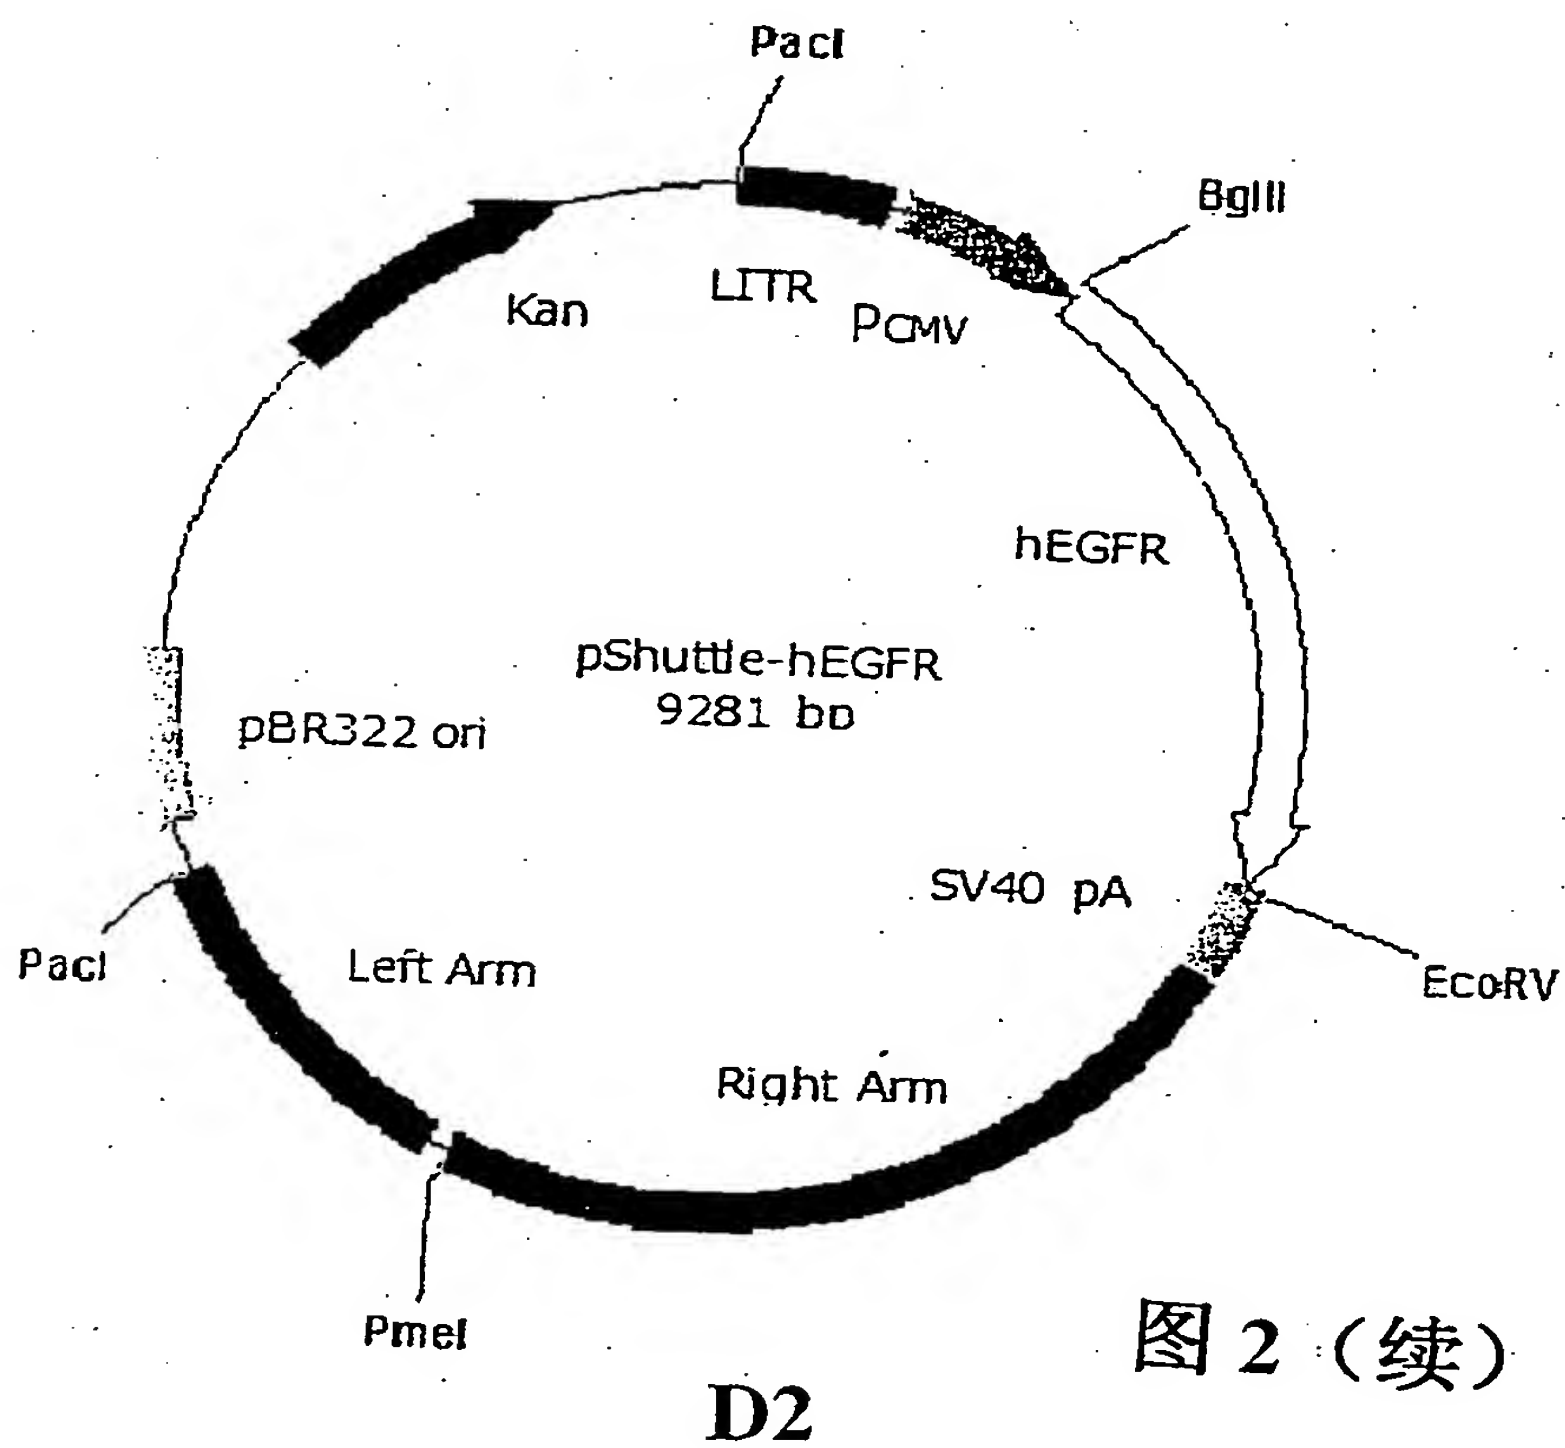 PacI
BglII
LITR
Kan
PCMV
hEGFR
pShuttle-hEGFR
9281 bp
pBR322 ori
SV40 pA
PacI
Left Arm
EcoRV
Right Arm
PmeI
图 2 (续)
D2